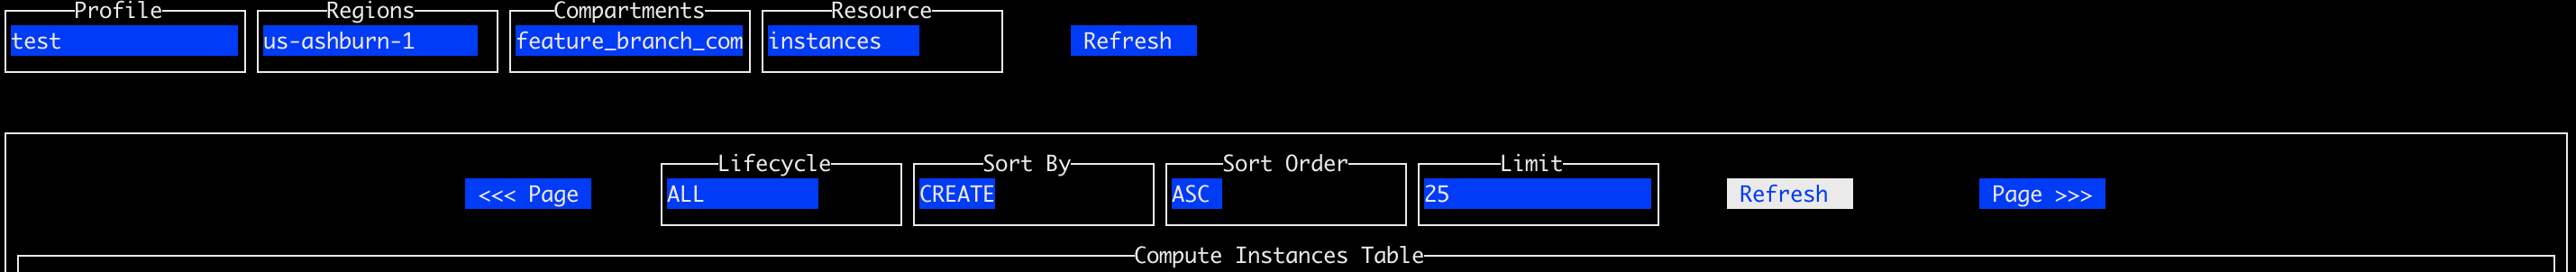 Profile Regions Compartments Resource
test us-ashburn-1 feature_branch_com instances Refresh
Lifecycle Sort By Sort Order Limit
<<< Page ALL CREATE ASC 25 Refresh Page >>>
Compute Instances Table